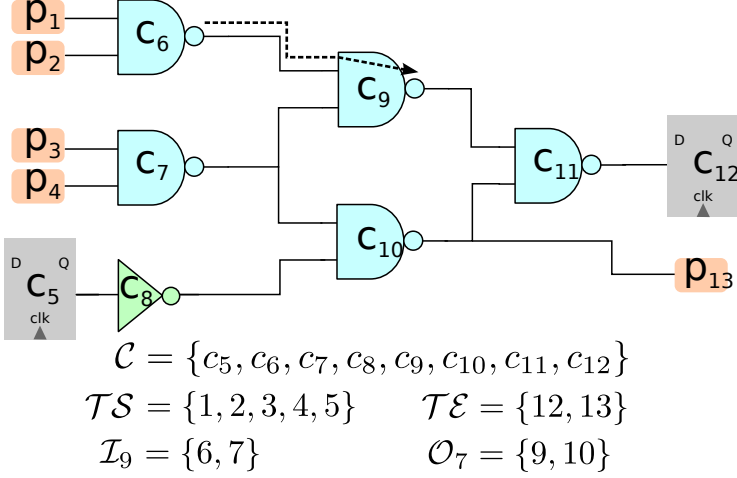 p₁
c₆
p₂
c₉
p₃
c₇
p₄
c₁₁
D Q
c₁₂
clk
c₁₀
D Q
c₅
clk
c₈
p₁₃
𝒞 = {c₅, c₆, c₇, c₈, c₉, c₁₀, c₁₁, c₁₂}
𝒯𝒮 = {1, 2, 3, 4, 5} 𝒯ℰ = {12, 13}
ℐ₉ = {6, 7} 𝒪₇ = {9, 10}